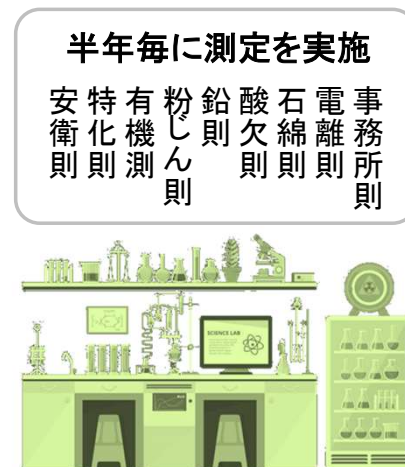 半年毎に測定を実施
事務所則
電離則
石綿則
酸欠則
鉛則
粉じん則
有機測
特化則
安衛則
SCIENCE LAB